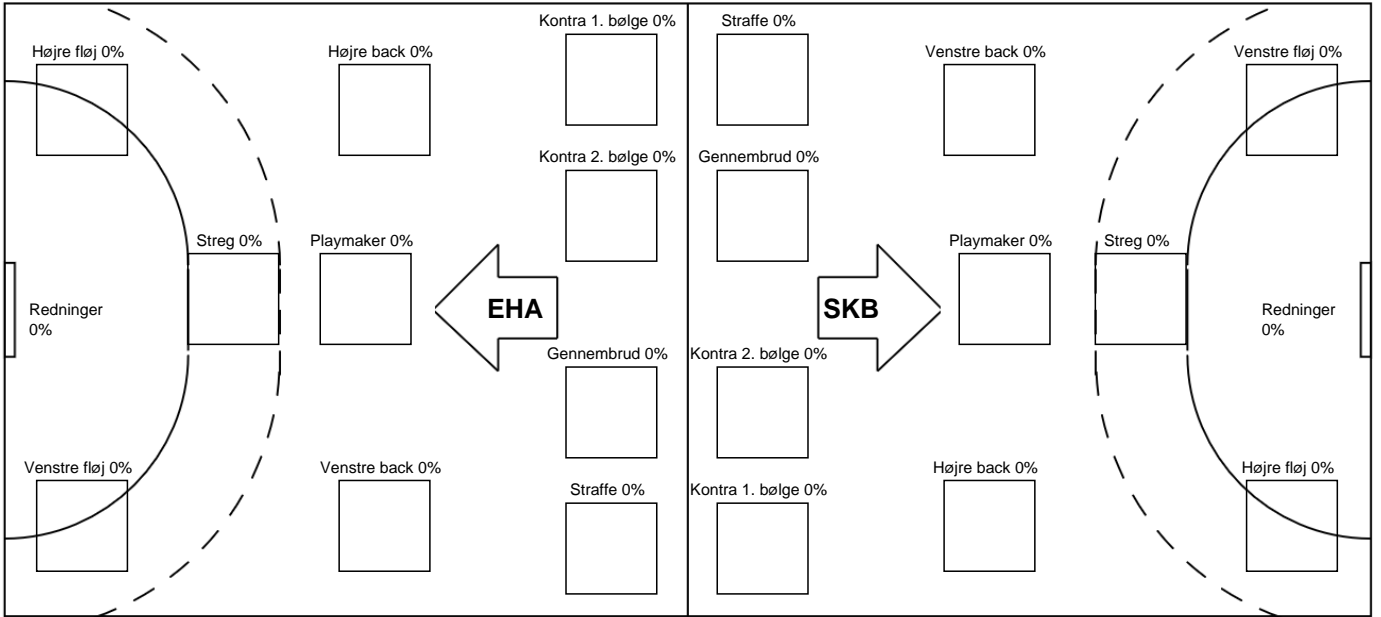 Kontra 1. bølge 0%
Straffe 0%
Højre fløj 0%
Højre back 0%
Venstre back 0%
Venstre fløj 0%
Kontra 2. bølge 0%
Gennembrud 0%
Streg 0%
Playmaker 0%
Playmaker 0%
Streg 0%
Redninger
0%
EHA
SKB
Redninger
0%
Gennembrud 0%
Kontra 2. bølge 0%
Venstre fløj 0%
Venstre back 0%
Højre back 0%
Højre fløj 0%
Straffe 0%
Kontra 1. bølge 0%